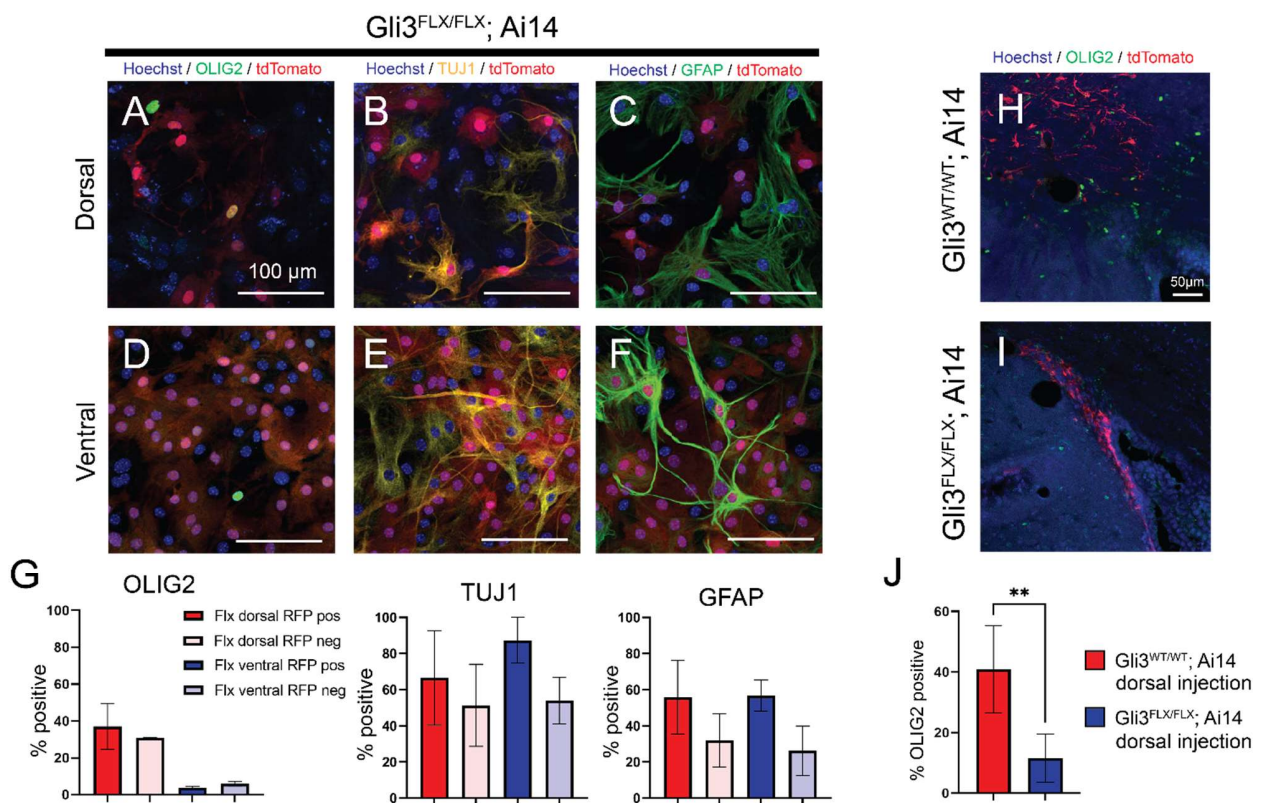 Gli3FLX/FLX; Ai14
Hoechst / OLIG2 / tdTomato
Hoechst / TUJ1 / tdTomato
Hoechst / GFAP / tdTomato
Hoechst / OLIG2 / tdTomato
Dorsal
A
100 µm
B
C
Ventral
D
E
F
Gli3WT/WT; Ai14
H
50µm
Gli3FLX/FLX; Ai14
I
G
OLIG2
% positive
100
80
60
40
20
0
Flx dorsal RFP pos
Flx dorsal RFP neg
Flx ventral RFP pos
Flx ventral RFP neg
TUJ1
% positive
100
80
60
40
20
0
GFAP
% positive
100
80
60
40
20
0
J
% OLIG2 positive
60
40
20
0
**
Gli3WT/WT; Ai14
dorsal injection
Gli3FLX/FLX; Ai14
dorsal injection